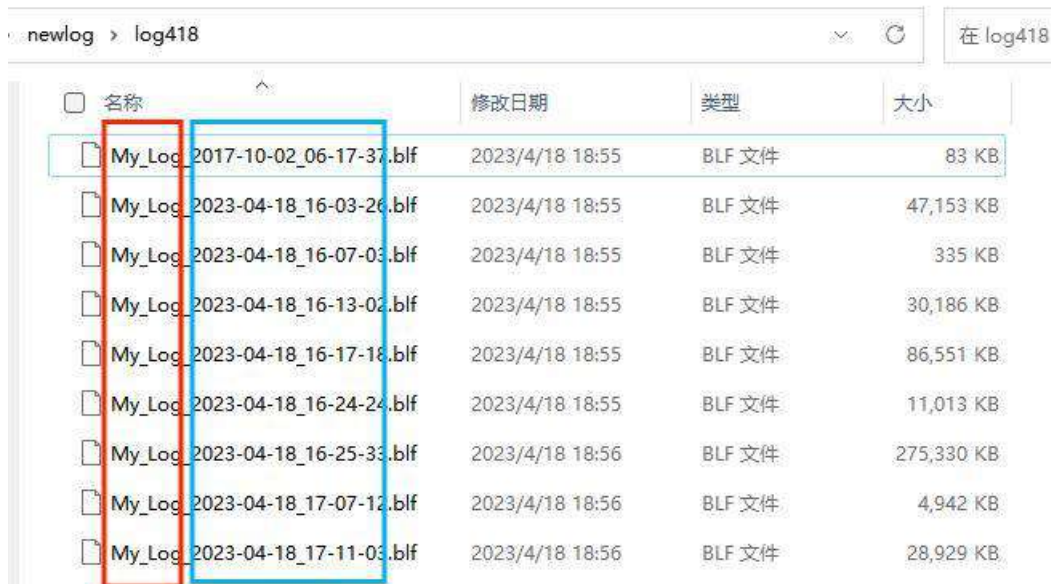 newlog › log418 在 log418
名称 修改日期 类型 大小
My_Log_2017-10-02_06-17-37.blf 2023/4/18 18:55 BLF 文件 83 KB
My_Log_2023-04-18_16-03-26.blf 2023/4/18 18:55 BLF 文件 47,153 KB
My_Log_2023-04-18_16-07-03.blf 2023/4/18 18:55 BLF 文件 335 KB
My_Log_2023-04-18_16-13-02.blf 2023/4/18 18:55 BLF 文件 30,186 KB
My_Log_2023-04-18_16-17-18.blf 2023/4/18 18:55 BLF 文件 86,551 KB
My_Log_2023-04-18_16-24-24.blf 2023/4/18 18:55 BLF 文件 11,013 KB
My_Log_2023-04-18_16-25-33.blf 2023/4/18 18:56 BLF 文件 275,330 KB
My_Log_2023-04-18_17-07-12.blf 2023/4/18 18:56 BLF 文件 4,942 KB
My_Log_2023-04-18_17-11-03.blf 2023/4/18 18:56 BLF 文件 28,929 KB